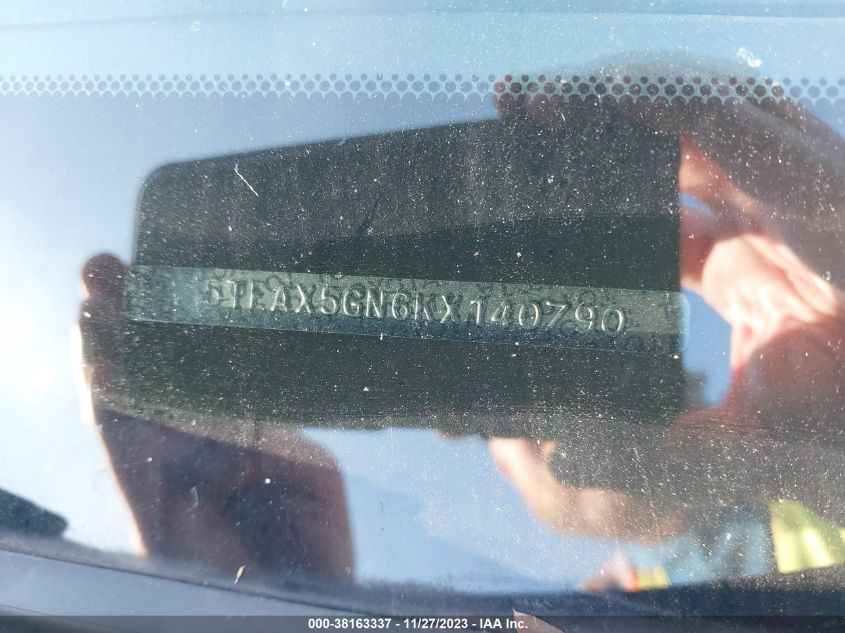 5TFAX5GN6KX140790
000-38163337 - 11/27/2023 - IAA Inc.